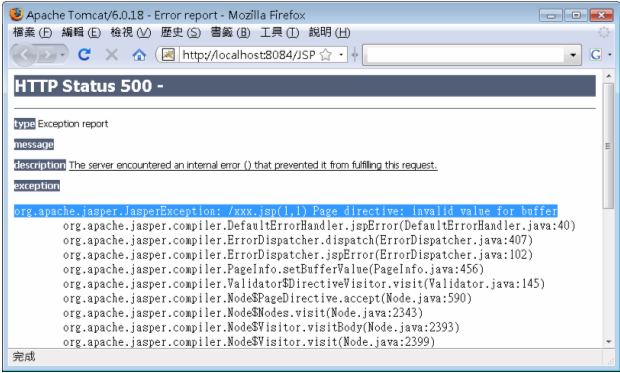 Apache Tomcat/6.0.18 - Error report - Mozilla Firefox
檔案 (F) 編輯 (E) 檢視 (V) 歷史 (S) 書籤 (B) 工具 (T) 說明 (H)
http://localhost:8084/JSP
HTTP Status 500 -
type Exception report
message
description The server encountered an internal error () that prevented it from fulfilling this request.
exception
org.apache.jasper.JasperException: /xxx.jsp(1,1) Page directive: invalid value for buffer
org.apache.jasper.compiler.DefaultErrorHandler.jspError(DefaultErrorHandler.java:40)
org.apache.jasper.compiler.ErrorDispatcher.dispatch(ErrorDispatcher.java:407)
org.apache.jasper.compiler.ErrorDispatcher.jspError(ErrorDispatcher.java:102)
org.apache.jasper.compiler.PageInfo.setBufferValue(PageInfo.java:456)
org.apache.jasper.compiler.Validator$DirectiveVisitor.visit(Validator.java:145)
org.apache.jasper.compiler.Node$PageDirective.accept(Node.java:590)
org.apache.jasper.compiler.Node$Nodes.visit(Node.java:2343)
org.apache.jasper.compiler.Node$Visitor.visitBody(Node.java:2393)
org.apache.jasper.compiler.Node$Visitor.visit(Node.java:2399)
完成